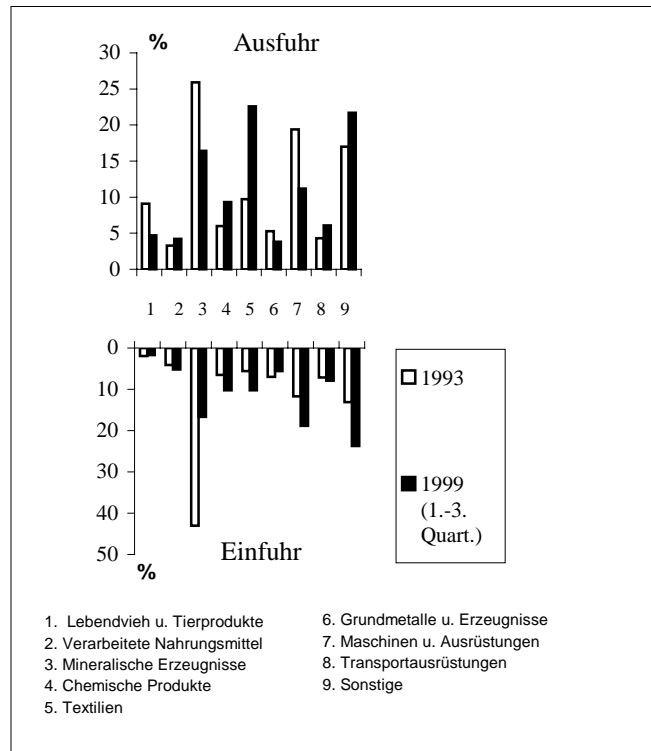 % Ausfuhr
30
25
20
15
10
5
0
1 2 3 4 5 6 7 8 9
0
10
20
30
40
50
% Einfuhr
1993
1999
(1.-3.
Quart.)
1. Lebendvieh u. Tierprodukte
2. Verarbeitete Nahrungsmittel
3. Mineralische Erzeugnisse
4. Chemische Produkte
5. Textilien
6. Grundmetalle u. Erzeugnisse
7. Maschinen u. Ausrüstungen
8. Transportausrüstungen
9. Sonstige